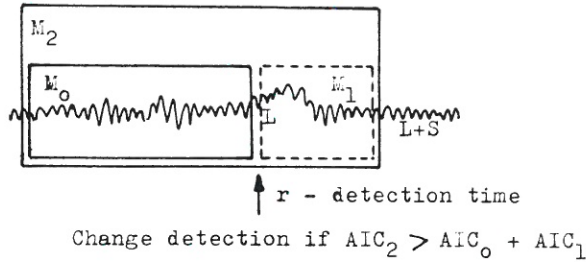 M₂
M₀ M₁
L L+S
r - detection time
Change detection if AIC₂ > AIC₀ + AIC₁